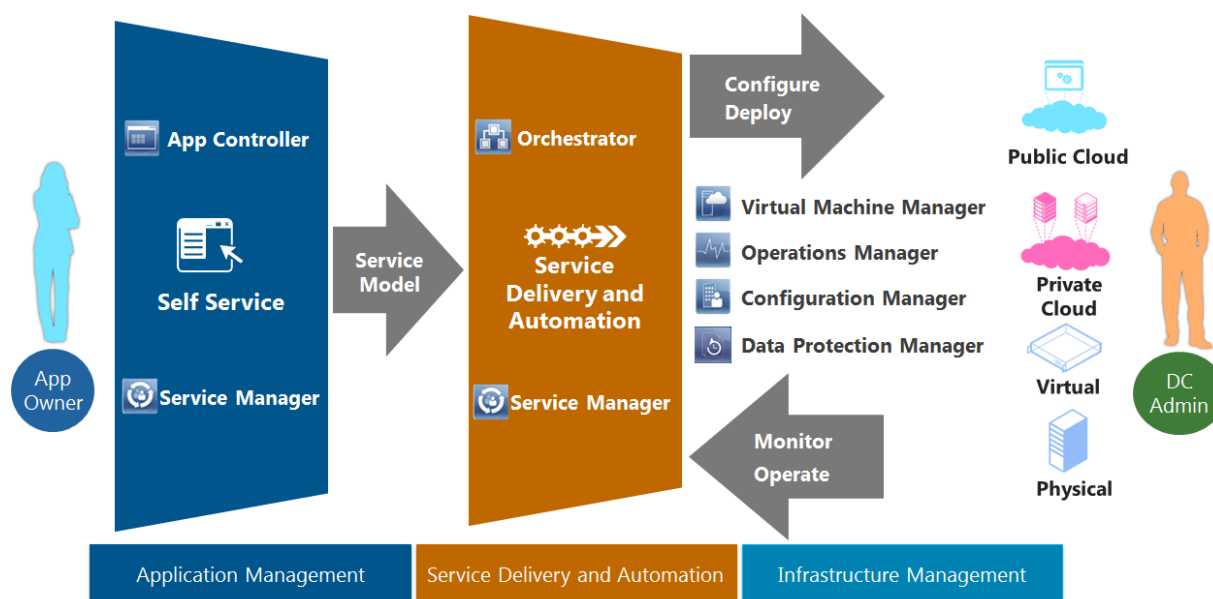 App Controller
Self Service
Service Manager
App
Owner
Service
Model
Orchestrator
Service
Delivery and
Automation
Service Manager
Configure
Deploy
Virtual Machine Manager
Operations Manager
Configuration Manager
Data Protection Manager
Monitor
Operate
Public Cloud
Private
Cloud
Virtual
Physical
DC
Admin
Application Management
Service Delivery and Automation
Infrastructure Management